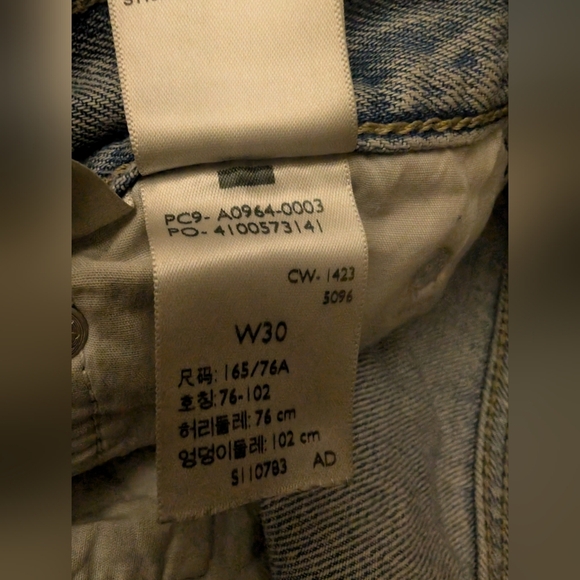 PC9- A0964-0003
PO- 4100573141
CW- 1423
5096
W30
尺码: 165/76A
호칭: 76-102
허리둘레: 76 cm
엉덩이둘레: 102 cm
S110783 AD